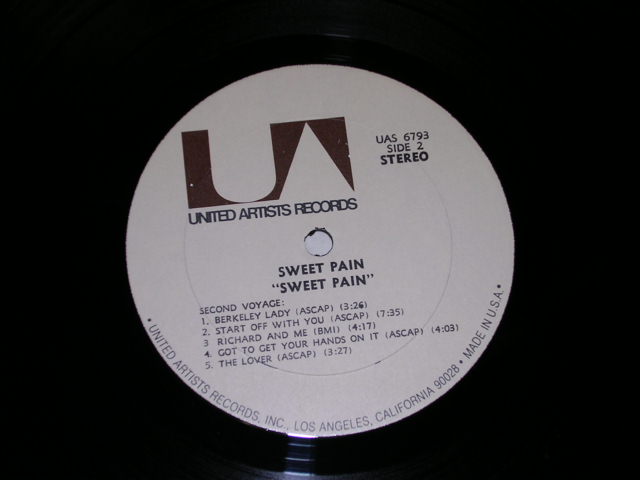 UA
UNITED ARTISTS RECORDS
UAS 6793
SIDE 2
STEREO
SWEET PAIN
"SWEET PAIN"
SECOND VOYAGE:
1. BERKELEY LADY (ASCAP) (3:26)
2. START OFF WITH YOU (ASCAP) (7:35)
3 RICHARD AND ME (BMI) (4:17)
4. GOT TO GET YOUR HANDS ON IT (ASCAP) (4:03)
5. THE LOVER (ASCAP) (3:27)
• UNITED ARTISTS RECORDS, INC., LOS ANGELES, CALIFORNIA 90028 • MADE IN U.S.A. •